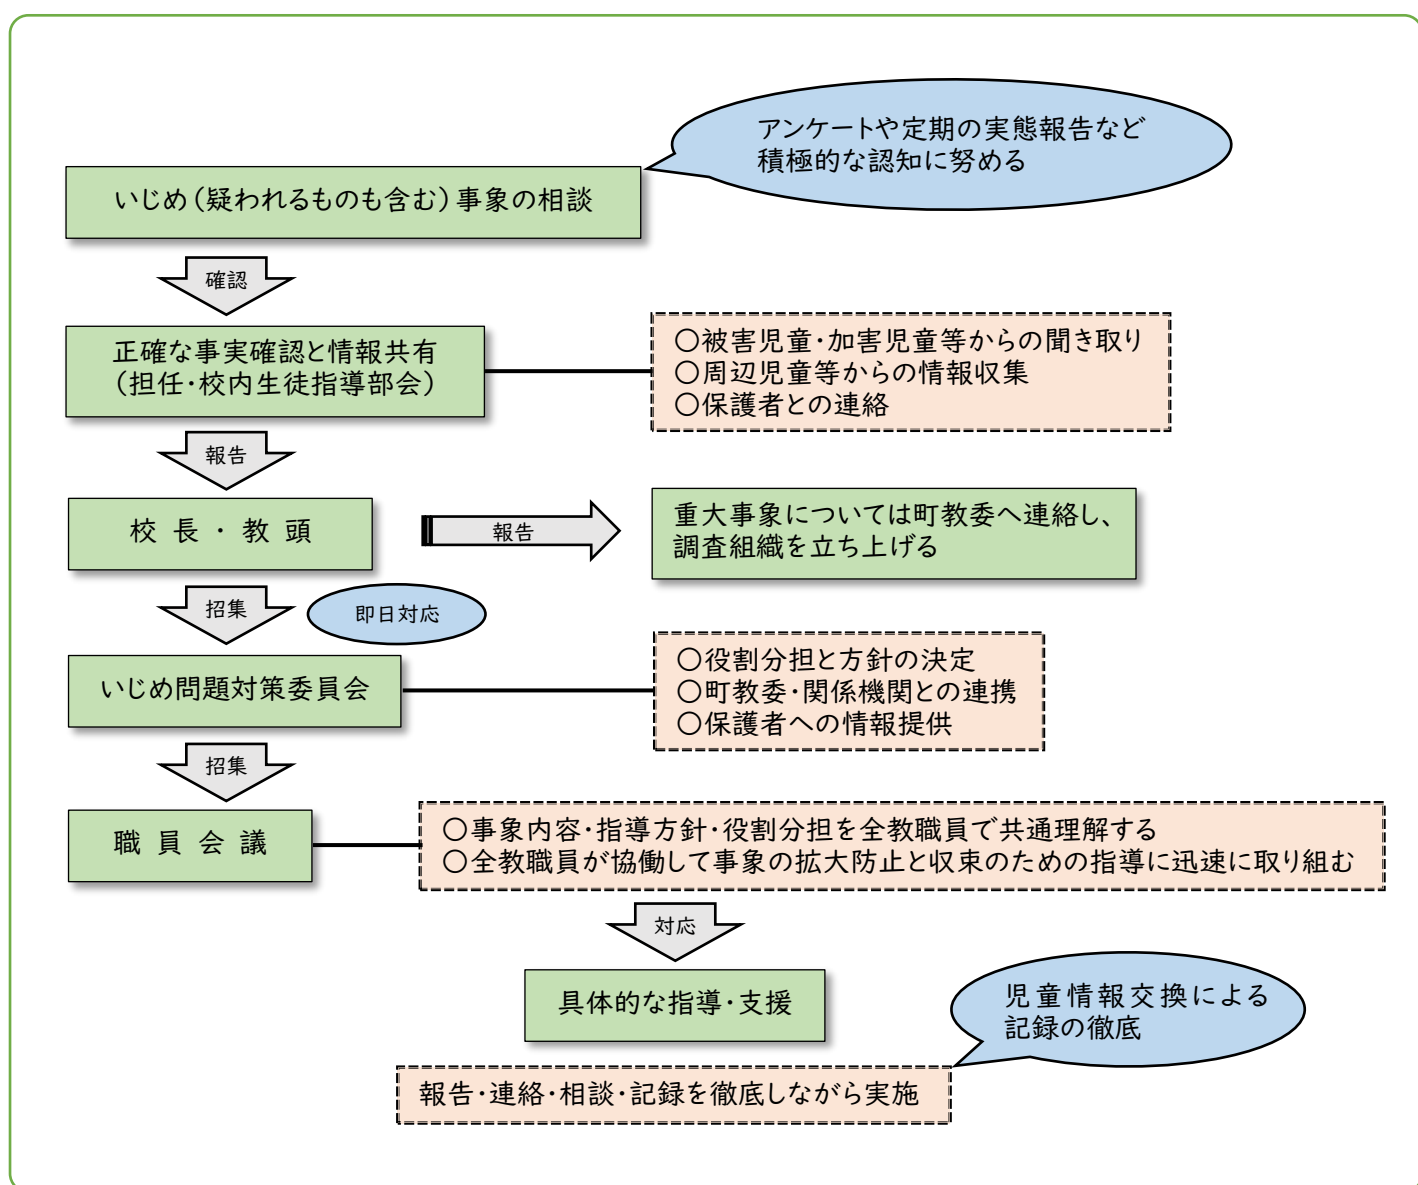 アンケートや定期の実態報告など
積極的な認知に努める
いじめ（疑われるものも含む）事象の相談
確認
正確な事実確認と情報共有
（担任・校内生徒指導部会）
〇被害児童・加害児童等からの聞き取り
〇周辺児童等からの情報収集
〇保護者との連絡
報告
校 長 ・ 教 頭
報告
重大事象については町教委へ連絡し、
調査組織を立ち上げる
招集
即日対応
いじめ問題対策委員会
〇役割分担と方針の決定
〇町教委・関係機関との連携
〇保護者への情報提供
招集
職 員 会 議
〇事象内容・指導方針・役割分担を全教職員で共通理解する
〇全教職員が協働して事象の拡大防止と収束のための指導に迅速に取り組む
対応
具体的な指導・支援
児童情報交換による
記録の徹底
報告・連絡・相談・記録を徹底しながら実施